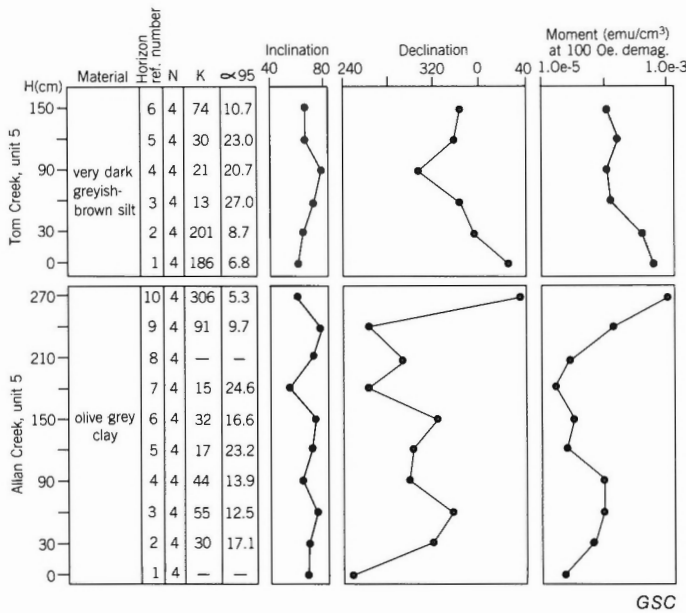 Moment (emu/cm³)
Inclination Declination at 100 Oe. demag.
H(cm) Material Horizon ref. number N K ∝95 40 80 240 320 0 40 1.0e-5 1.0e-3
Tom Creek, unit 5
very dark greyish-brown silt
150 6 4 74 10.7
5 4 30 23.0
90 4 4 21 20.7
3 4 13 27.0
30 2 4 201 8.7
0 1 4 186 6.8
Allan Creek, unit 5
olive grey clay
270 10 4 306 5.3
9 4 91 9.7
210 8 4 — —
7 4 15 24.6
150 6 4 32 16.6
5 4 17 23.2
90 4 4 44 13.9
3 4 55 12.5
30 2 4 30 17.1
0 1 4 — —
GSC